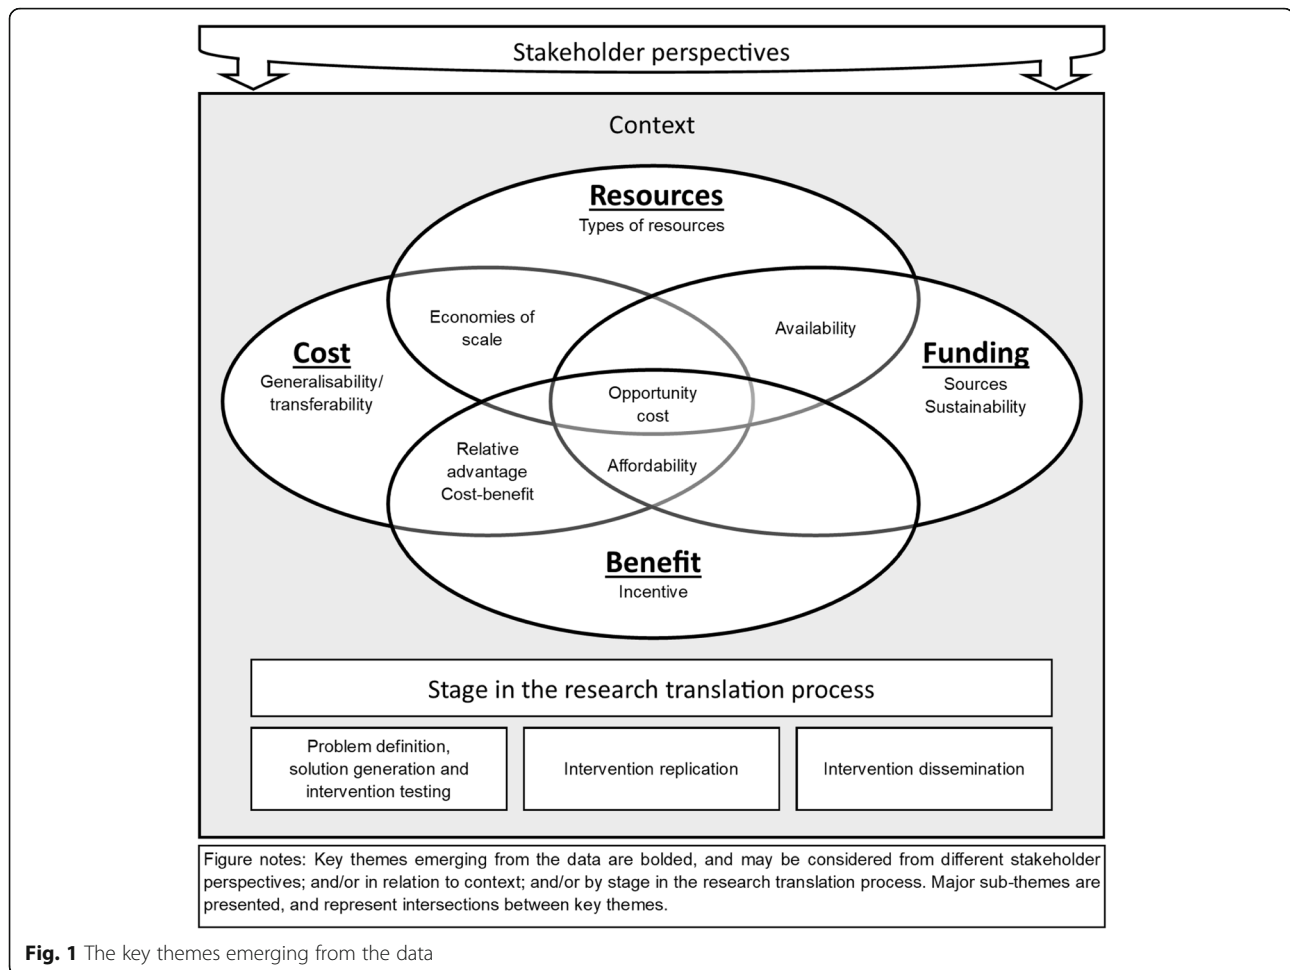 Stakeholder perspectives
Context
Resources
Types of resources
Economies of
scale
Availability
Cost
Generalisability/
transferability
Funding
Sources
Sustainability
Opportunity
cost
Relative
advantage
Cost-benefit
Affordability
Benefit
Incentive
Stage in the research translation process
Problem definition,
solution generation and
intervention testing
Intervention replication
Intervention dissemination
Figure notes: Key themes emerging from the data are bolded, and may be considered from different stakeholder
perspectives; and/or in relation to context; and/or by stage in the research translation process. Major sub-themes are
presented, and represent intersections between key themes.
Fig. 1 The key themes emerging from the data